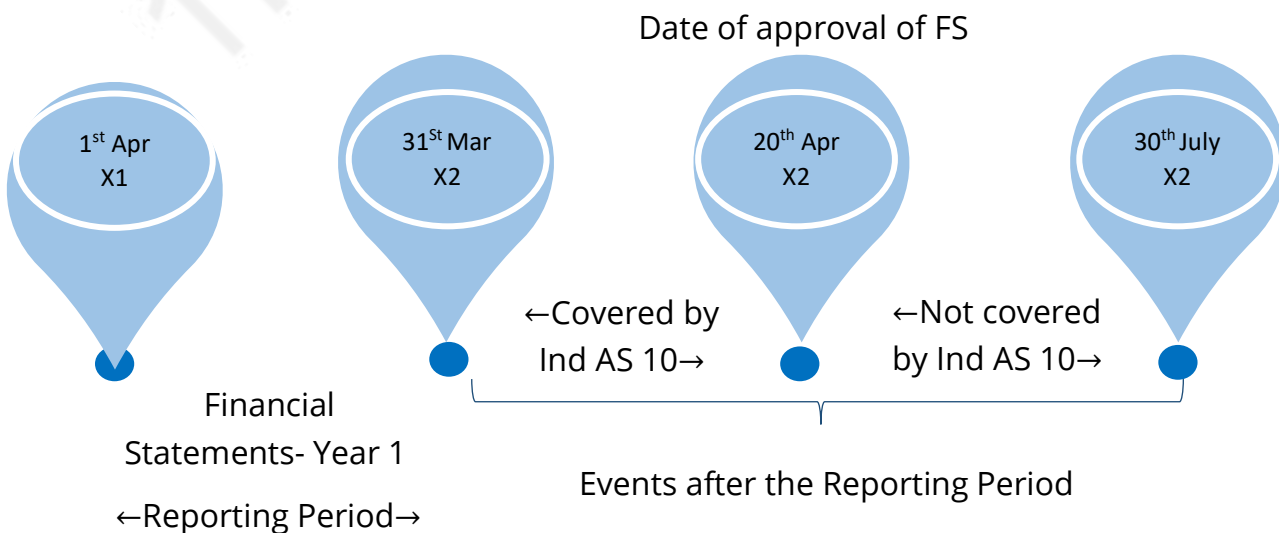 Date of approval of FS
1st Apr
X1
31St Mar
X2
20th Apr
X2
30th July
X2
←Covered by
Ind AS 10→
←Not covered
by Ind AS 10→
Financial
Statements- Year 1
←Reporting Period→
Events after the Reporting Period